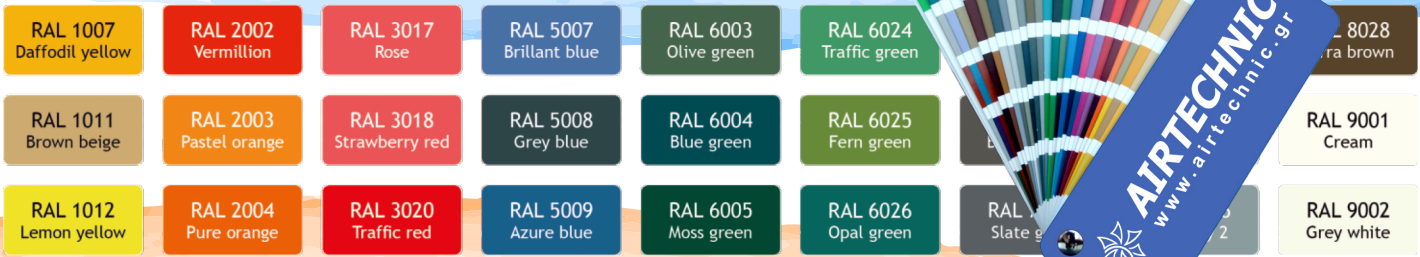 RAL 1007
Daffodil yellow
RAL 2002
Vermillion
RAL 3017
Rose
RAL 5007
Brillant blue
RAL 6003
Olive green
RAL 6024
Traffic green
8028
brown
RAL 1011
Brown beige
RAL 2003
Pastel orange
RAL 3018
Strawberry red
RAL 5008
Grey blue
RAL 6004
Blue green
RAL 6025
Fern green
RAL 9001
Cream
RAL 1012
Lemon yellow
RAL 2004
Pure orange
RAL 3020
Traffic red
RAL 5009
Azure blue
RAL 6005
Moss green
RAL 6026
Opal green
RAL
Slate
2
RAL 9002
Grey white
AIRTECHNIC
www.airtechnic.gr